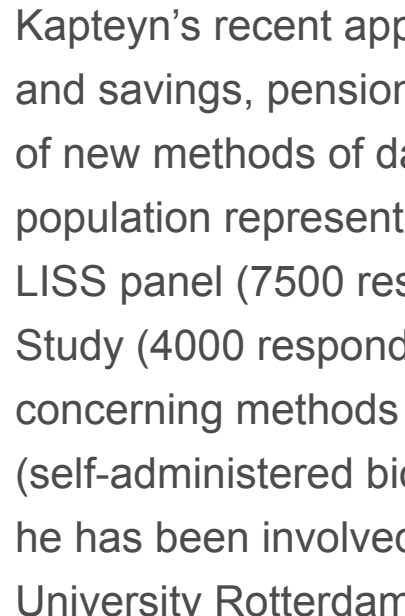 Kapteyn’s recent app
and savings, pension
of new methods of da
population represent
LISS panel (7500 res
Study (4000 respond
concerning methods
(self-administered bio
he has been involved
University Rotterdam